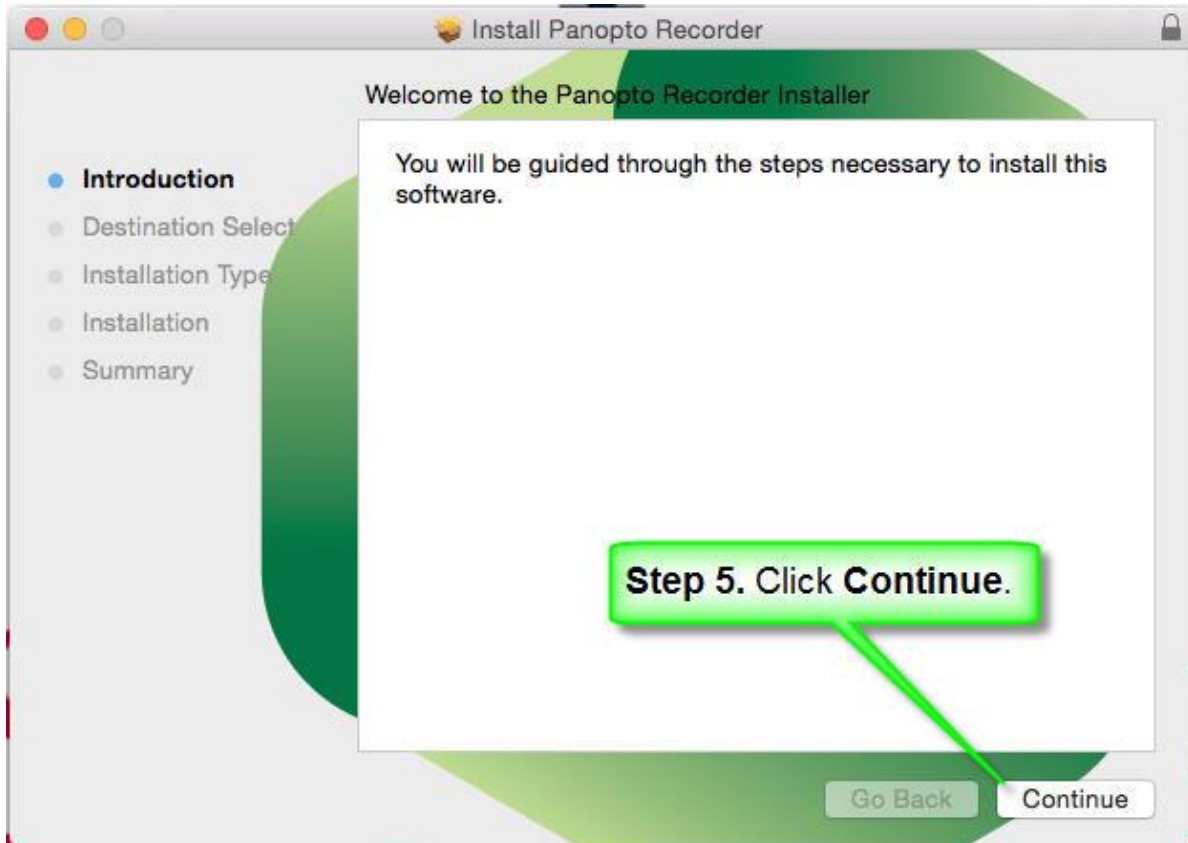 Install Panopto Recorder
Welcome to the Panopto Recorder Installer
Introduction
Destination Select
Installation Type
Installation
Summary
You will be guided through the steps necessary to install this
software.
Step 5. Click Continue.
Go Back
Continue